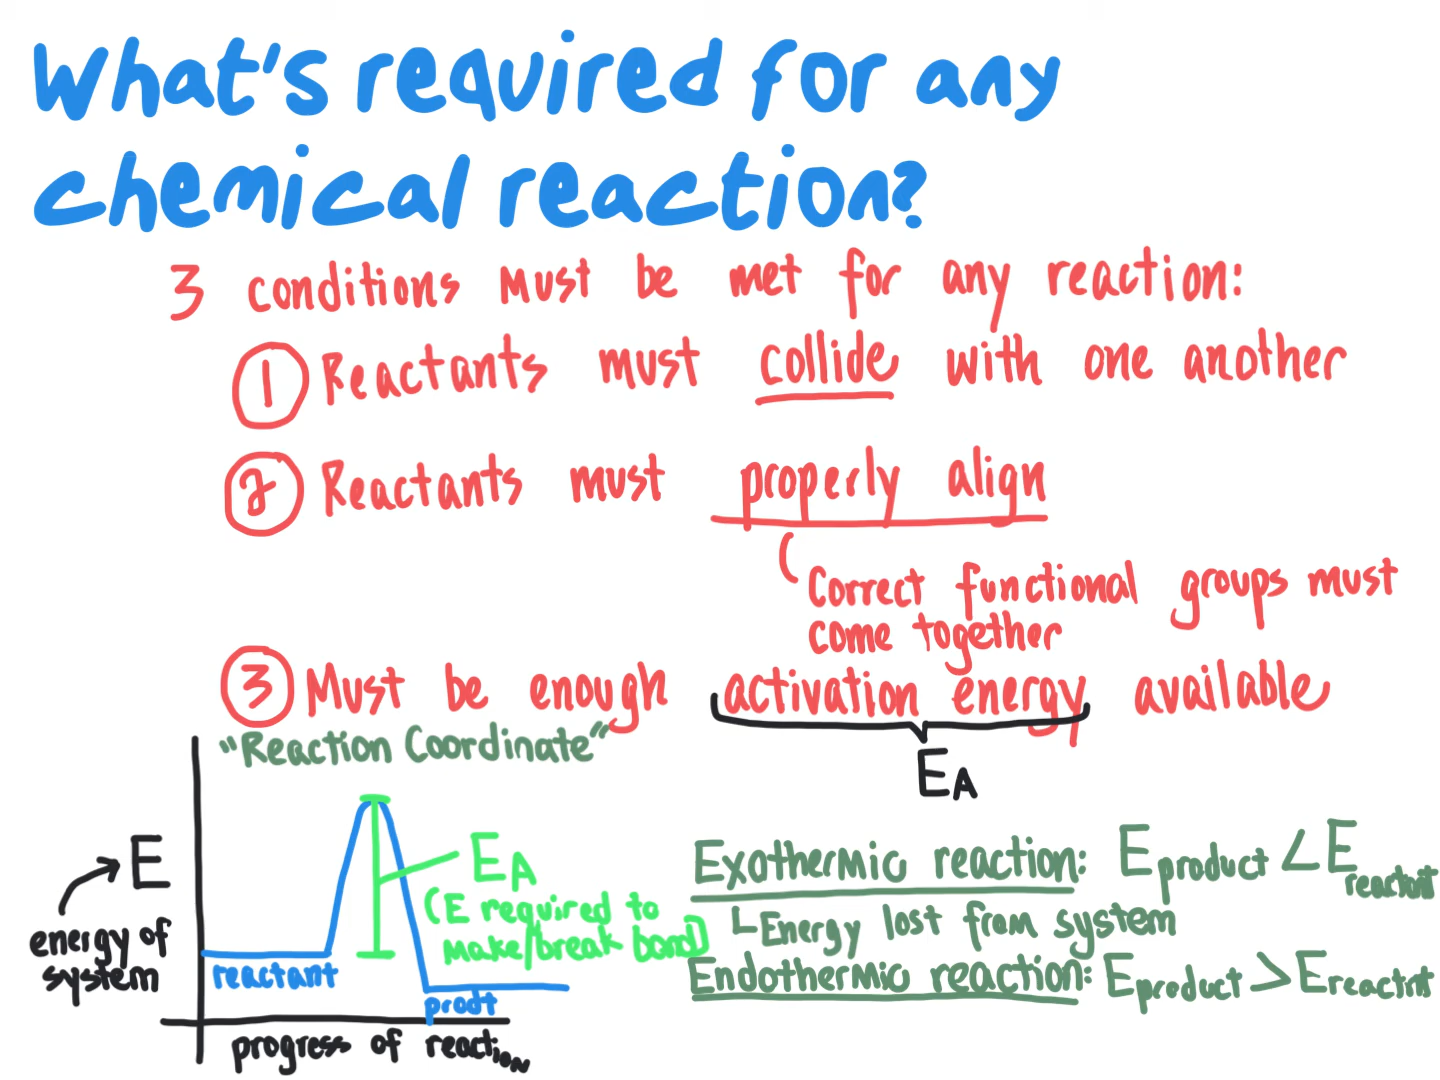 What's required for any
chemical reaction?
3 conditions must be met for any reaction:
1 Reactants must collide with one another
2 Reactants must properly align
Correct functional groups must
come together
3 Must be enough activation energy available
EA
"Reaction Coordinate"
E
energy of
system
EA
(E required to
make/break bond)
reactant
prodt
progress of reaction
Exothermic reaction: Eproduct < Ereactant
Energy lost from system
Endothermic reaction: Eproduct > Ereactnt